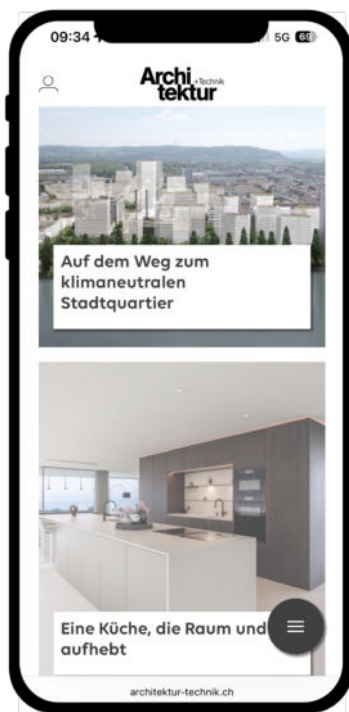 09:34
5G 69
Archi
+Technik
tektur
Auf dem Weg zum
klimaneutralen
Stadtquartier
Eine Küche, die Raum und
aufhebt
architektur-technik.ch